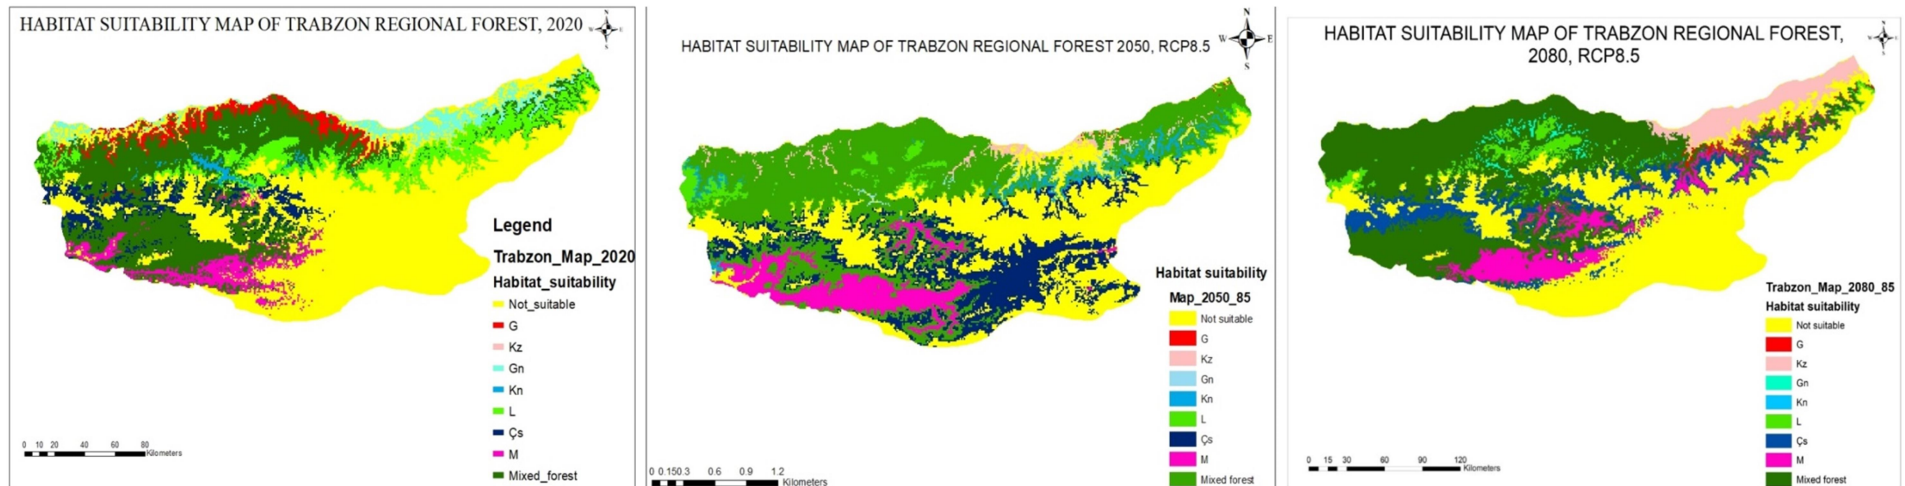 HABITAT SUITABILITY MAP OF TRABZON REGIONAL FOREST, 2020
N
W E
S
Legend
Trabzon_Map_2020
Habitat_suitability
Not_suitable
G
Kz
Gn
Kn
L
Çs
M
Mixed_forest
0 10 20 40 60 80
Kilometers
HABITAT SUITABILITY MAP OF TRABZON REGIONAL FOREST 2050, RCP8.5
N
W E
S
Habitat suitability
Map_2050_85
Not suitable
G
Kz
Gn
Kn
L
Çs
M
Mixed forest
0 0.150.3 0.6 0.9 1.2
Kilometers
HABITAT SUITABILITY MAP OF TRABZON REGIONAL FOREST,
2080, RCP8.5
N
W E
S
Trabzon_Map_2080_85
Habitat suitability
Not suitable
G
Kz
Gn
Kn
L
Çs
M
Mixed forest
0 15 30 60 90 120
Kilometers